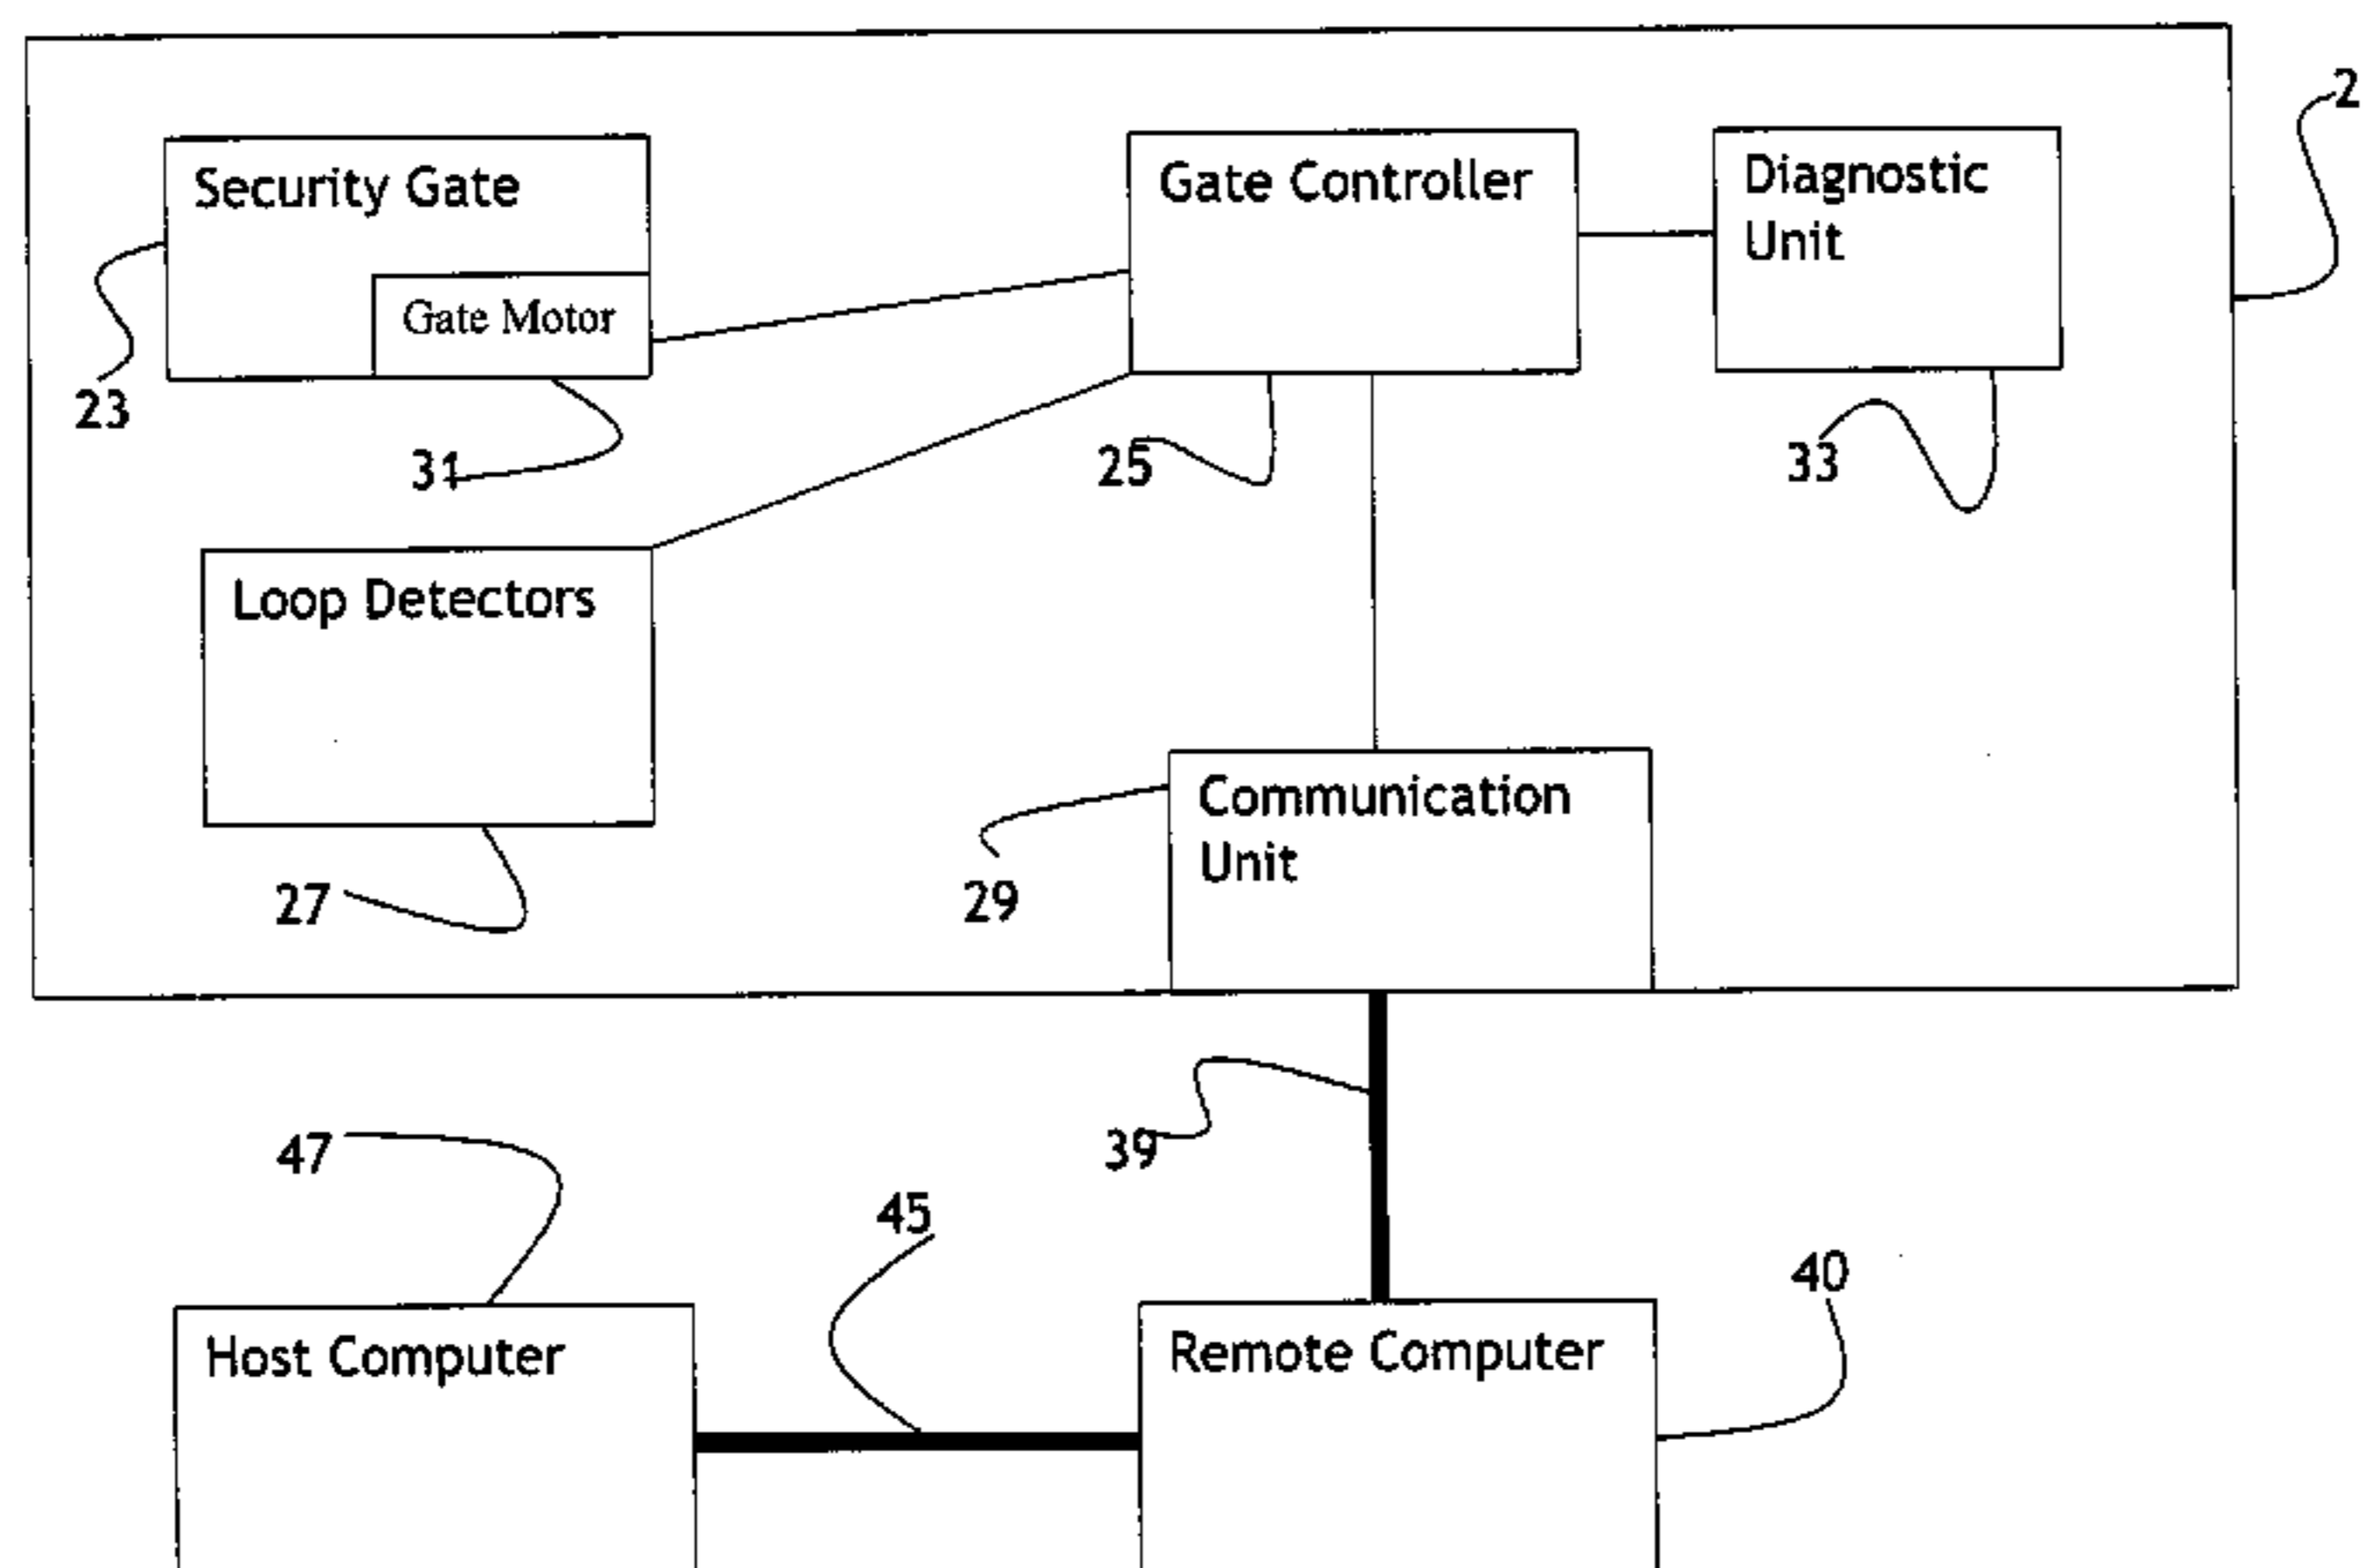 2
Security Gate
Gate Controller
Diagnostic
Unit
Gate Motor
23
31
25
33
Loop Detectors
Communication
Unit
27
29
47
39
45
40
Host Computer
Remote Computer